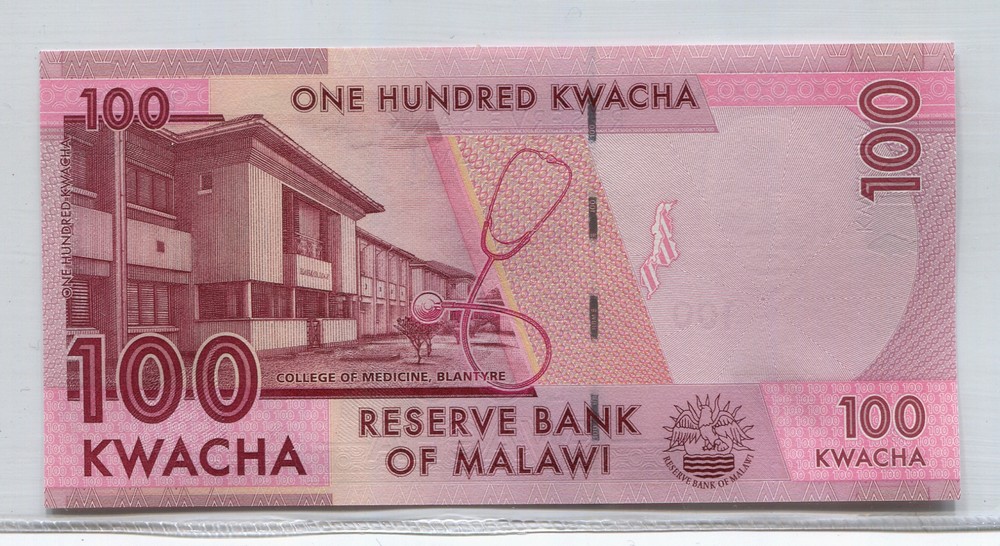 100
ONE HUNDRED KWACHA
100
ONE HUNDRED KWACHA
100
KWACHA
COLLEGE OF MEDICINE, BLANTYRE
RESERVE BANK
OF MALAWI
RESERVE BANK OF MALAWI
100
KWACHA